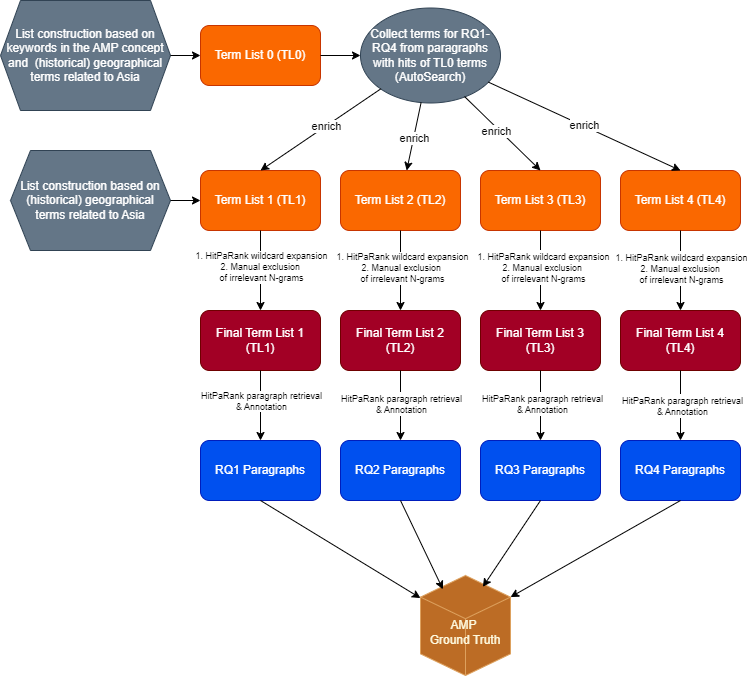 List construction based on
keywords in the AMP concept
and (historical) geographical
terms related to Asia
Term List 0 (TL0)
Collect terms for RQ1-
RQ4 from paragraphs
with hits of TL0 terms
(AutoSearch)
enrich
enrich
enrich
enrich
List construction based on
(historical) geographical
terms related to Asia
Term List 1 (TL1)
Term List 2 (TL2)
Term List 3 (TL3)
Term List 4 (TL4)
1. HitPaRank wildcard expansion
2. Manual exclusion
of irrelevant N-grams
1. HitPaRank wildcard expansion
2. Manual exclusion
of irrelevant N-grams
1. HitPaRank wildcard expansion
2. Manual exclusion
of irrelevant N-grams
1. HitPaRank wildcard expansion
2. Manual exclusion
of irrelevant N-grams
Final Term List 1
(TL1)
Final Term List 2
(TL2)
Final Term List 3
(TL3)
Final Term List 4
(TL4)
HitPaRank paragraph retrieval
& Annotation
HitPaRank paragraph retrieval
& Annotation
HitPaRank paragraph retrieval
& Annotation
HitPaRank paragraph retrieval
& Annotation
RQ1 Paragraphs
RQ2 Paragraphs
RQ3 Paragraphs
RQ4 Paragraphs
AMP
Ground Truth